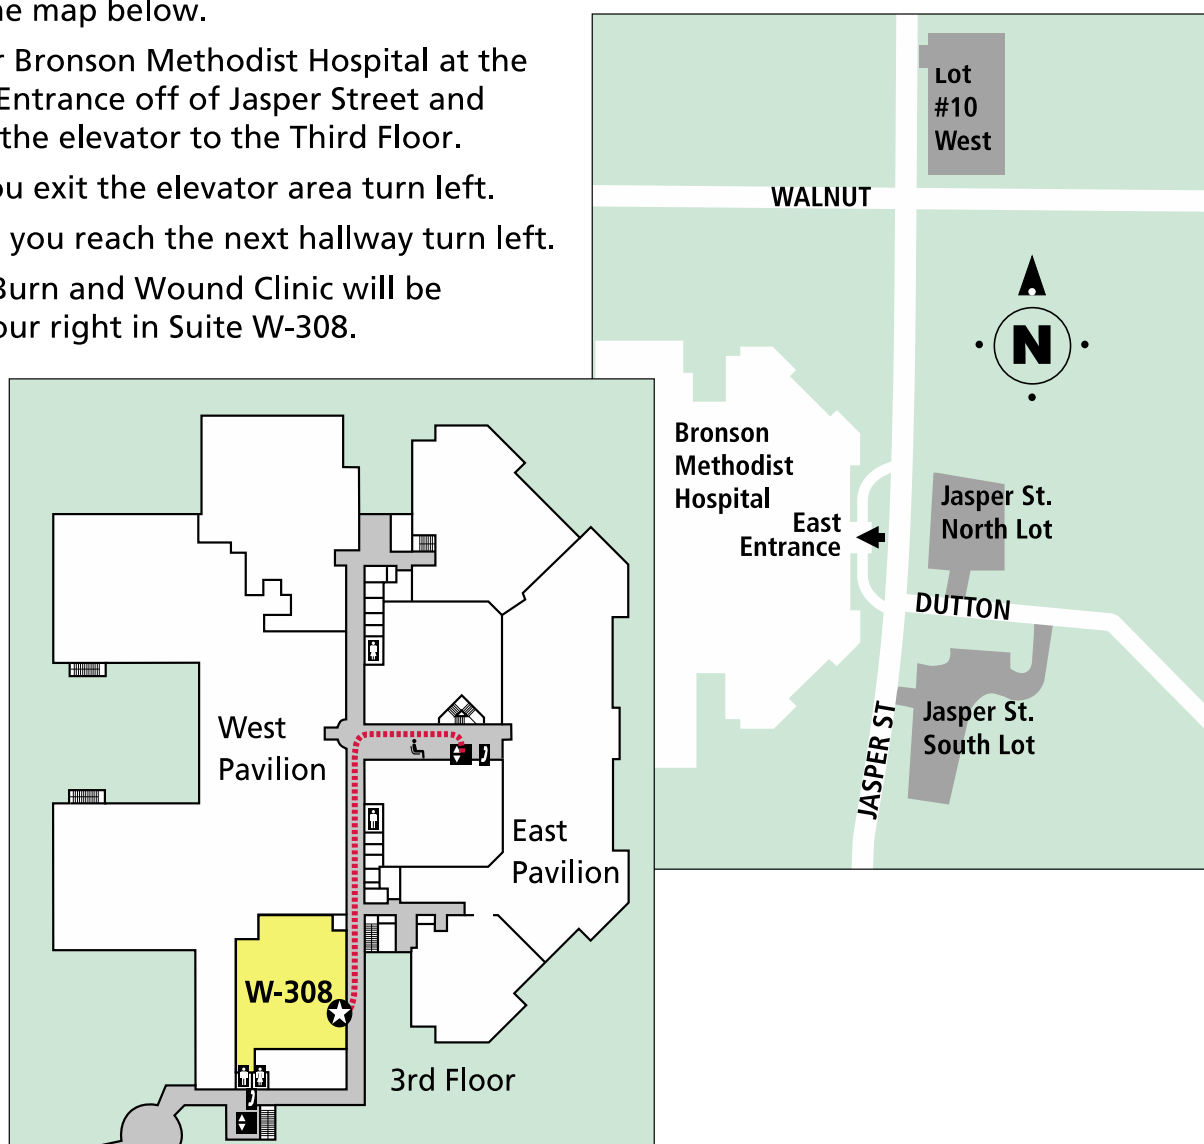 he map below.
r Bronson Methodist Hospital at the
Entrance off of Jasper Street and
the elevator to the Third Floor.
ou exit the elevator area turn left.
you reach the next hallway turn left.
Burn and Wound Clinic will be
our right in Suite W-308.
Lot
#10
West
WALNUT
N
Bronson
Methodist
Hospital
East
Entrance
Jasper St.
North Lot
DUTTON
Jasper St.
South Lot
JASPER ST
West
Pavilion
East
Pavilion
W-308
3rd Floor